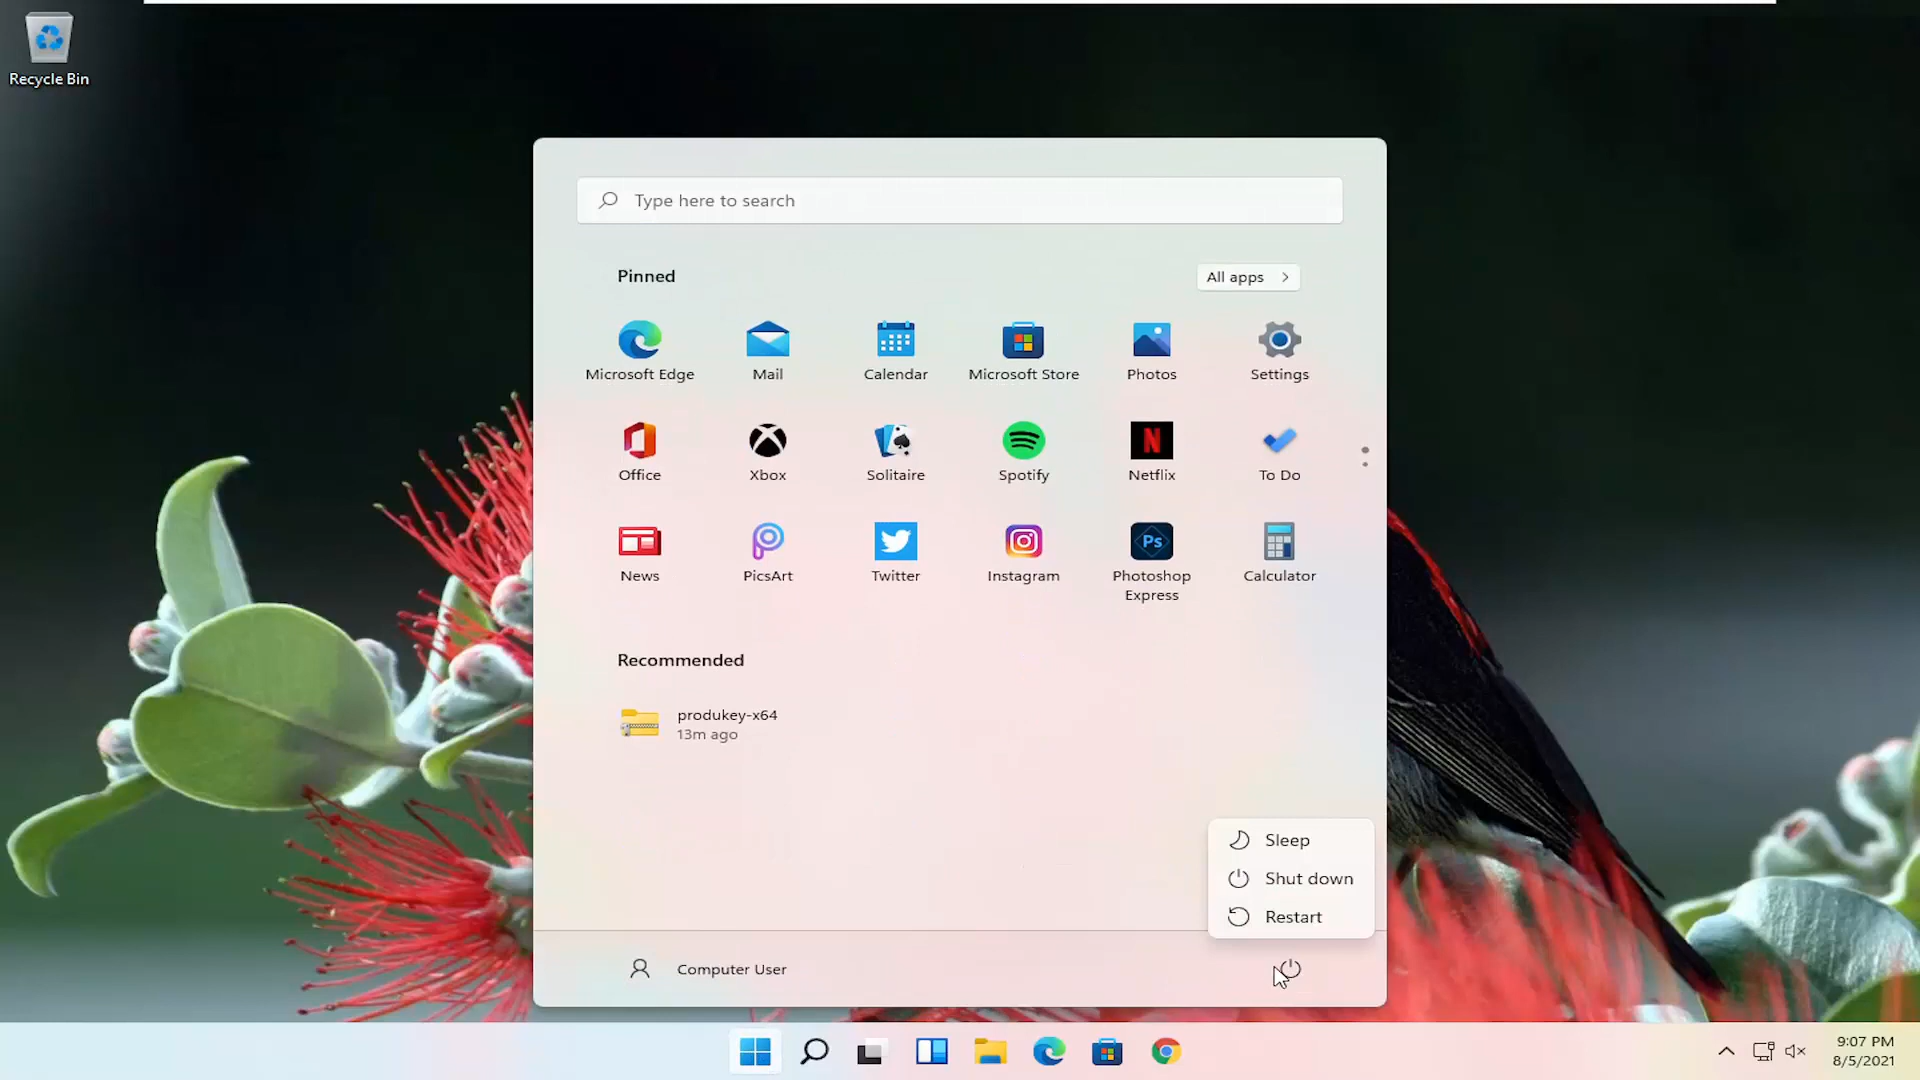 Recycle Bin
Type here to search
Pinned
All apps
Microsoft Edge
Mail
Calendar
Microsoft Store
Photos
Settings
Office
Xbox
Solitaire
Spotify
N
Netflix
To Do
News
PicsArt
Twitter
Instagram
Ps
Photoshop
Express
Calculator
Recommended
produkey-x64
13m ago
Sleep
Shut down
Restart
Computer User
9:07 PM
8/5/2021